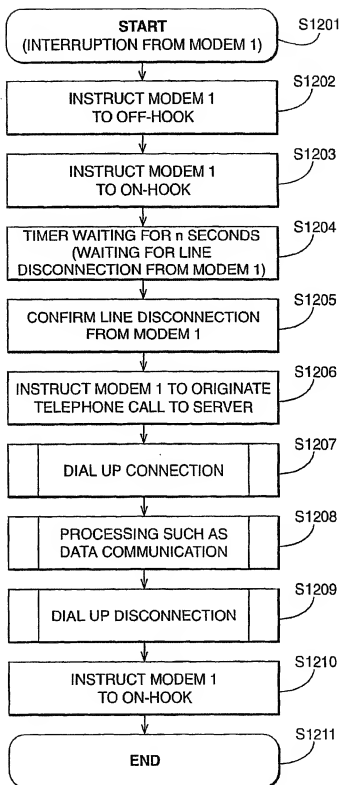 START
S1201
(INTERRUPTION FROM MODEM 1)
S1202
INSTRUCT MODEM 1
TO OFF-HOOK
S1203
INSTRUCT MODEM 1
TO ON-HOOK
S1204
TIMER WAITING FOR n SECONDS
(WAITING FOR LINE
DISCONNECTION FROM MODEM 1)
S1205
CONFIRM LINE DISCONNECTION
FROM MODEM 1
S1206
INSTRUCT MODEM 1 TO ORIGINATE
TELEPHONE CALL TO SERVER
S1207
DIAL UP CONNECTION
S1208
PROCESSING SUCH AS
DATA COMMUNICATION
S1209
DIAL UP DISCONNECTION
S1210
INSTRUCT MODEM 1
TO ON-HOOK
S1211
END